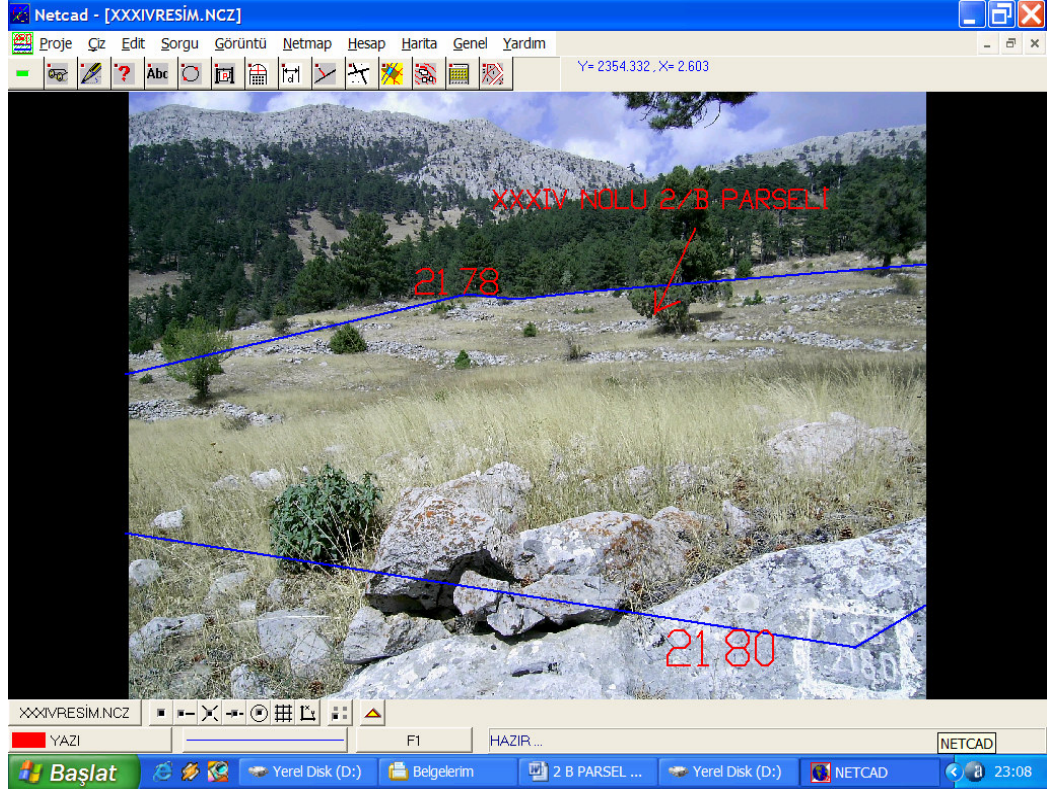 Netcad - [XXXIVRESİM.NCZ]
Proje Çiz Edit Sorgu Görüntü Netmap Hesap Harita Genel Yardım
Abc
Y= 2354.332 , X= 2.603
XXXIV NOLU 2/B PARSELİ
2178
2180
2180
XXXIVRESİM.NCZ
YAZI F1 HAZIR ...
NETCAD
Başlat Yerel Disk (D:) Belgelerim 2 B PARSEL ... Yerel Disk (D:) NETCAD 23:08